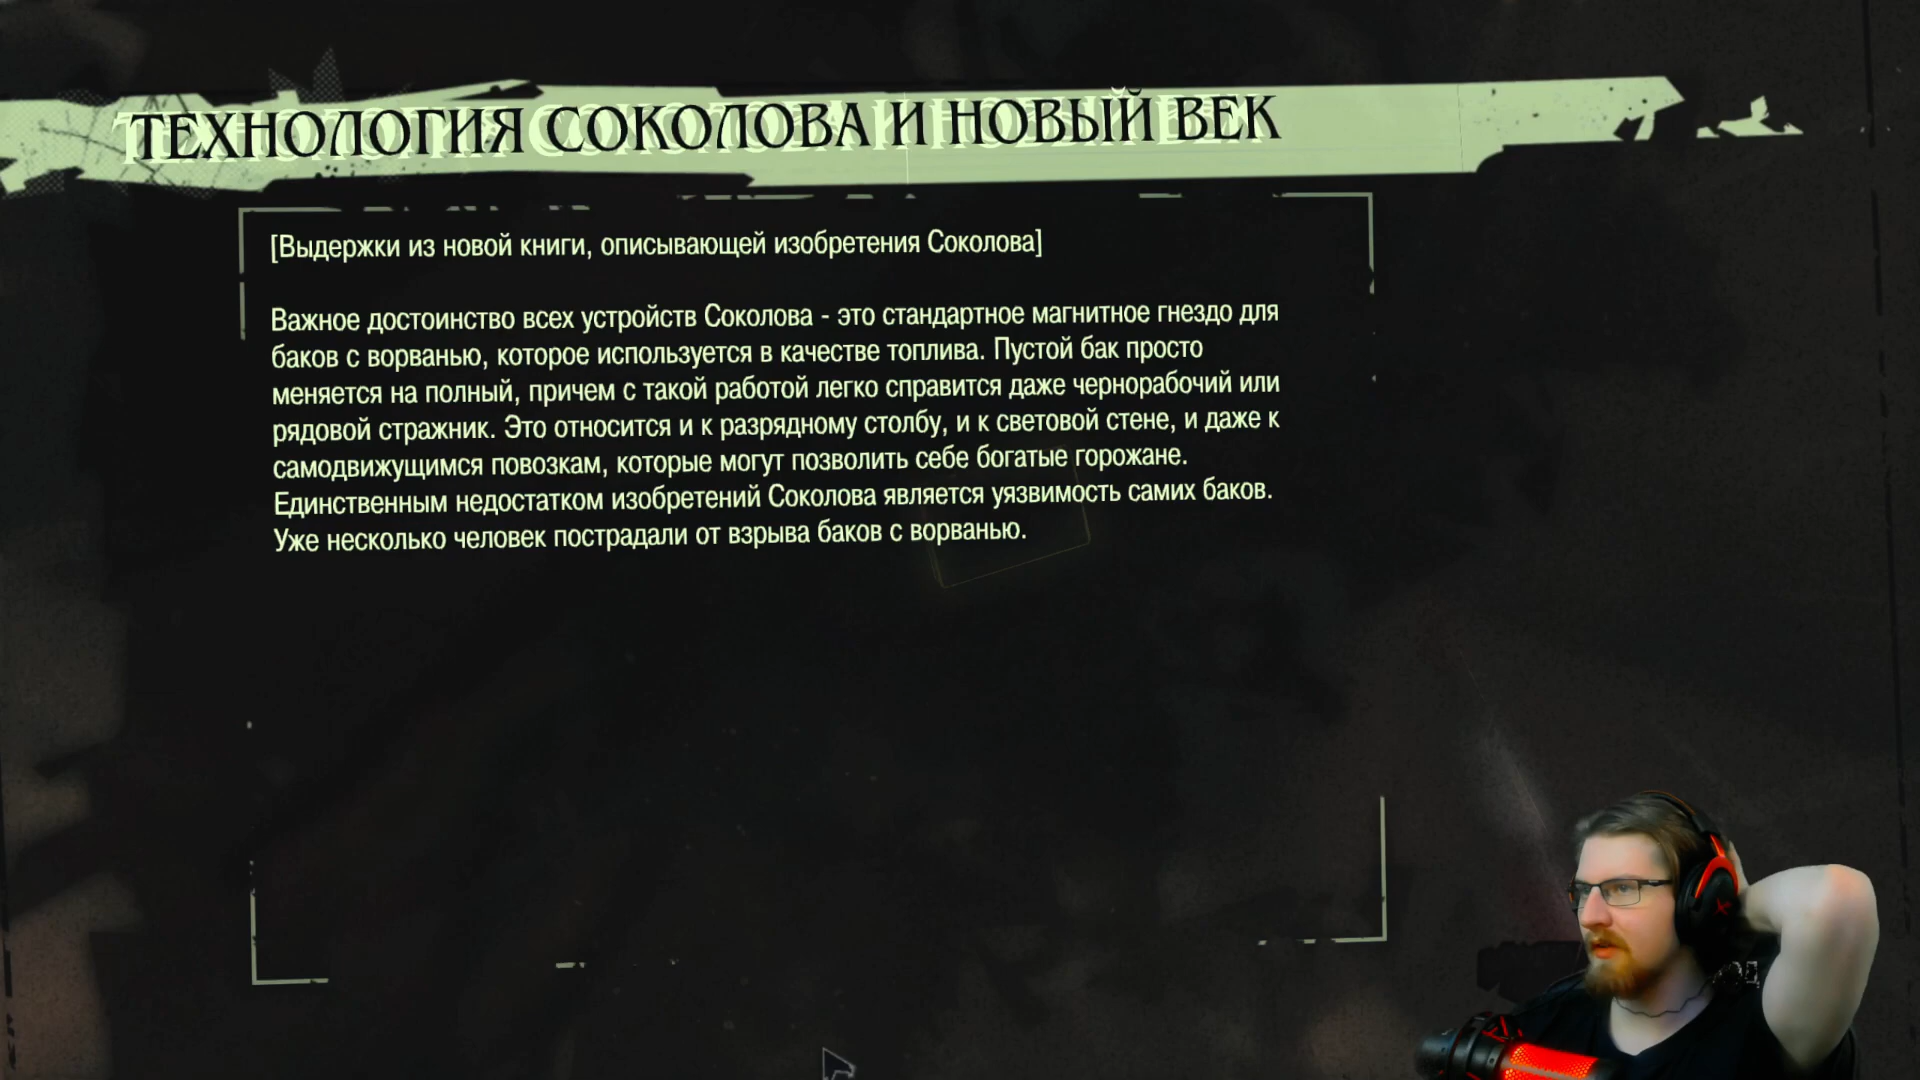 ТЕХНОЛОГИЯ СОКОЛОВА И НОВЫЙ ВЕК
[Выдержки из новой книги, описывающей изобретения Соколова]
Важное достоинство всех устройств Соколова - это стандартное магнитное гнездо для
баков с ворванью, которое используется в качестве топлива. Пустой бак просто
меняется на полный, причем с такой работой легко справится даже чернорабочий или
рядовой стражник. Это относится и к разрядному столбу, и к световой стене, и даже к
самодвижущимся повозкам, которые могут позволить себе богатые горожане.
Единственным недостатком изобретений Соколова является уязвимость самих баков.
Уже несколько человек пострадали от взрыва баков с ворванью.